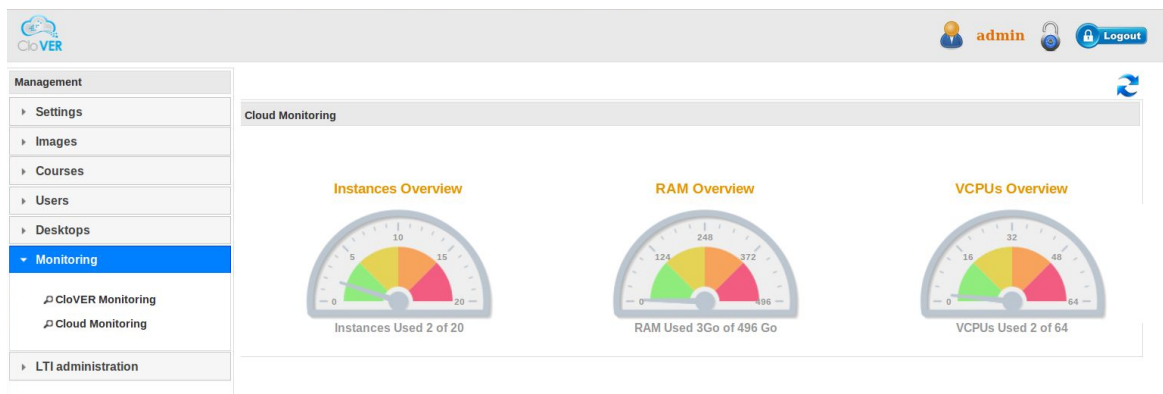 CloVER
admin
Logout
Management
Settings
Images
Courses
Users
Desktops
Monitoring
CloVER Monitoring
Cloud Monitoring
LTI administration
Cloud Monitoring
Instances Overview
0 5 10 15 20
Instances Used 2 of 20
RAM Overview
0 124 248 372 496
RAM Used 3Go of 496 Go
VCPUs Overview
0 16 32 48 64
VCPUs Used 2 of 64